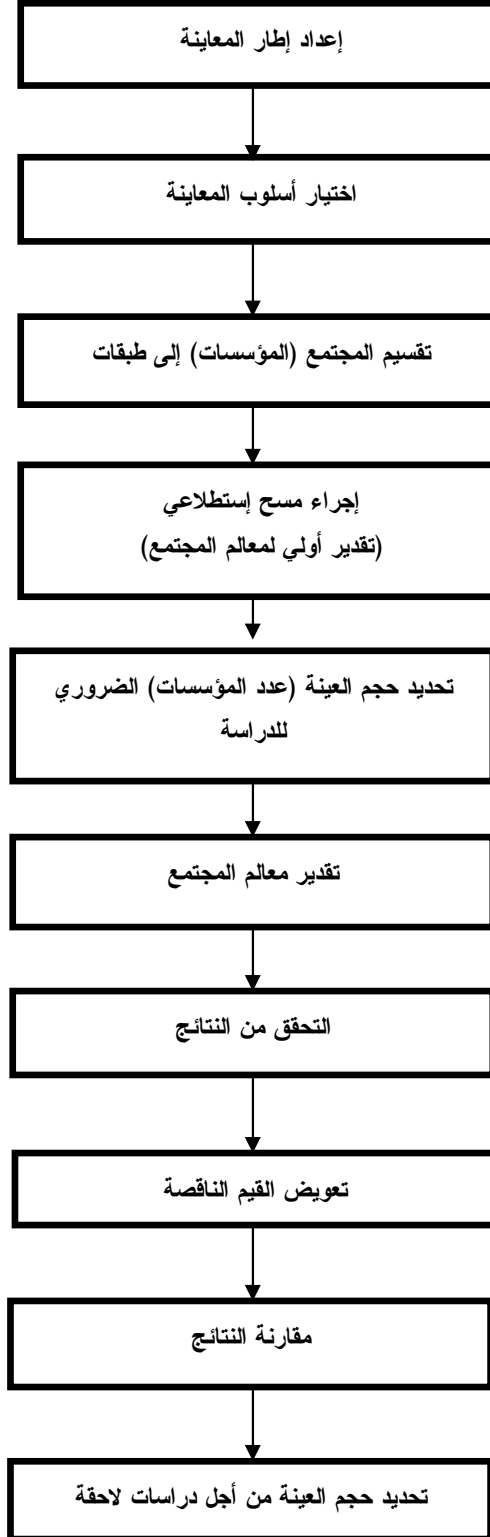 إعداد إطار المعاينة
اختيار أسلوب المعاينة
تقسيم المجتمع (المؤسسات) إلى طبقات
إجراء مسح إستطلاعي
(تقدير أولي لمعالم المجتمع)
تحديد حجم العينة (عدد المؤسسات) الضروري
للدراسة
تقدير معالم المجتمع
التحقق من النتائج
تعويض القيم الناقصة
مقارنة النتائج
تحديد حجم العينة من أجل دراسات لاحقة